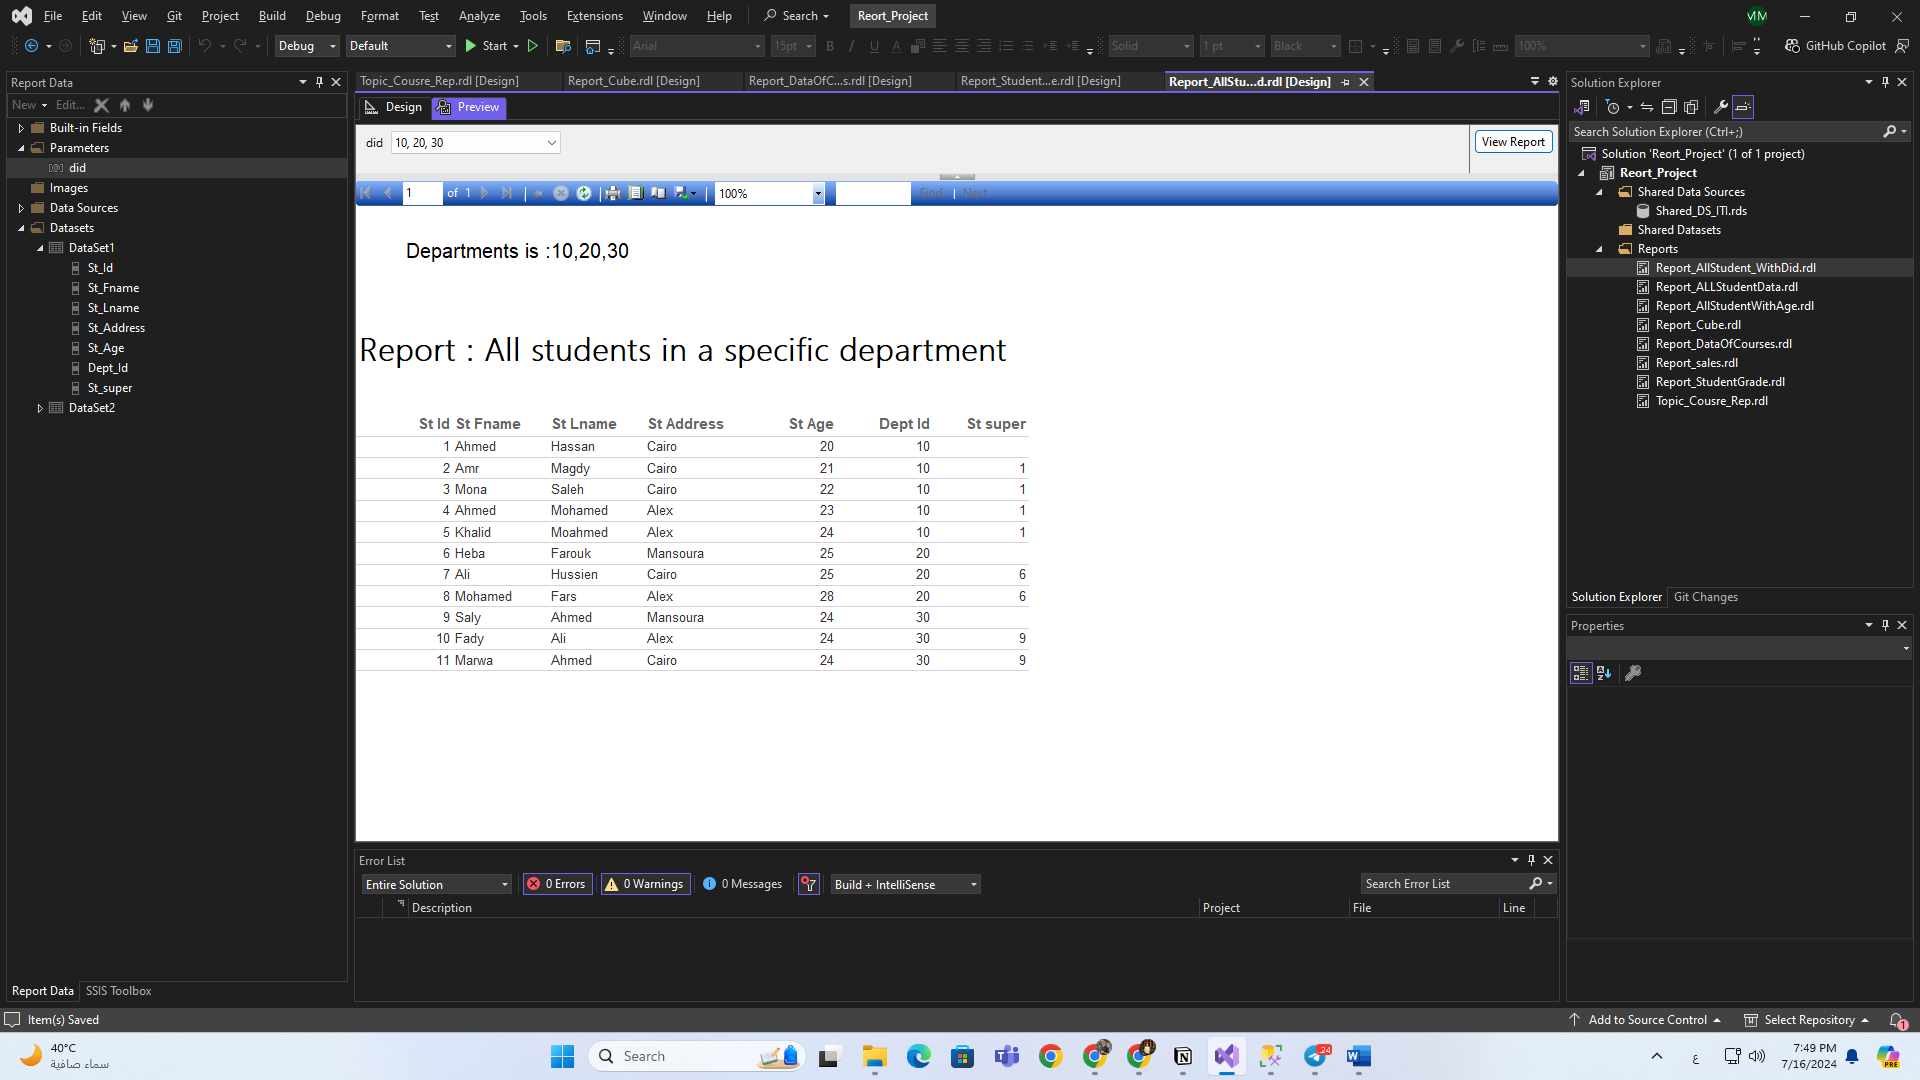 File Edit View Git Project Build Debug Format Test Analyze Tools Extensions Window Help Search Reort_Project
Debug Default Start Arial 15pt B I U A Solid 1 pt Black 100% GitHub Copilot
Report Data
New Edit...
Built-in Fields
Parameters
did
Images
Data Sources
Datasets
DataSet1
St_Id
St_Fname
St_Lname
St_Address
St_Age
Dept_Id
St_super
DataSet2
Report Data SSIS Toolbox
Topic_Cousre_Rep.rdl [Design] Report_Cube.rdl [Design] Report_DataOfC...s.rdl [Design] Report_Student...e.rdl [Design] Report_AllStu...d.rdl [Design]
Design Preview
did 10, 20, 30 View Report
1 of 1 100% Find | Next
Departments is :10,20,30
Report : All students in a specific department
St Id St Fname St Lname St Address St Age Dept Id St super
1 Ahmed Hassan Cairo 20 10
2 Amr Magdy Cairo 21 10 1
3 Mona Saleh Cairo 22 10 1
4 Ahmed Mohamed Alex 23 10 1
5 Khalid Moahmed Alex 24 10 1
6 Heba Farouk Mansoura 25 20
7 Ali Hussien Cairo 25 20 6
8 Mohamed Fars Alex 28 20 6
9 Saly Ahmed Mansoura 24 30
10 Fady Ali Alex 24 30 9
11 Marwa Ahmed Cairo 24 30 9
Error List
Entire Solution 0 Errors 0 Warnings 0 Messages Build + IntelliSense Search Error List
Description Project File Line
Solution Explorer
Search Solution Explorer (Ctrl+;)
Solution 'Reort_Project' (1 of 1 project)
Reort_Project
Shared Data Sources
Shared_DS_ITI.rds
Shared Datasets
Reports
Report_AllStudent_WithDid.rdl
Report_ALLStudentData.rdl
Report_AllStudentWithAge.rdl
Report_Cube.rdl
Report_DataOfCourses.rdl
Report_sales.rdl
Report_StudentGrade.rdl
Topic_Cousre_Rep.rdl
Solution Explorer Git Changes
Properties
Item(s) Saved Add to Source Control Select Repository 1
40°C
سماء صافية
Search
24
ع
7:49 PM
7/16/2024
PRE